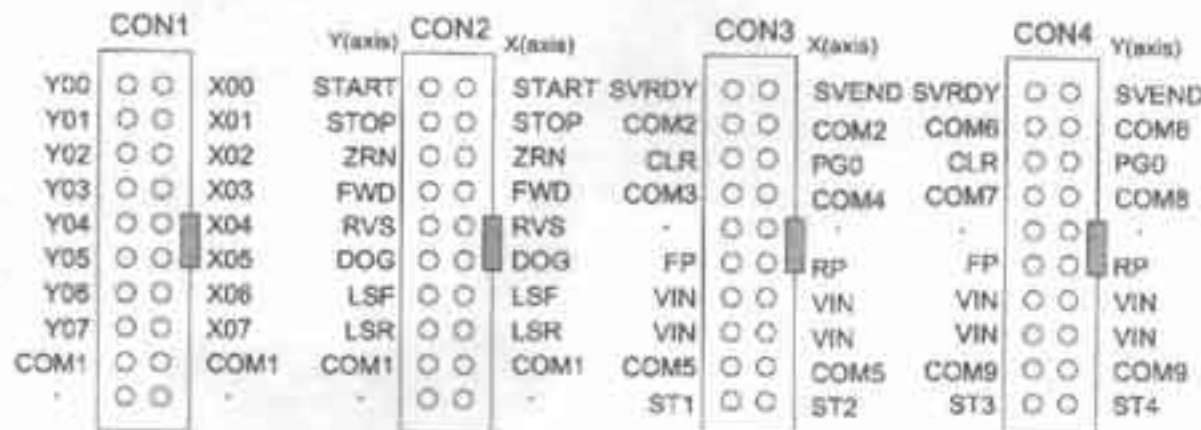 CON1 Y(axis) CON2 X(axis) CON3 X(axis) CON4 Y(axis)
Y00 X00 START START SVRDY SVEND SVRDY SVEND
Y01 X01 STOP STOP COM2 COM2 COM6 COM6
Y02 X02 ZRN ZRN CLR PG0 CLR PG0
Y03 X03 FWD FWD COM3 COM4 COM7 COM8
Y04 X04 RVS RVS - - - -
Y05 X05 DOG DOG FP RP FP RP
Y06 X06 LSF LSF VIN VIN VIN VIN
Y07 X07 LSR LSR VIN VIN VIN VIN
COM1 COM1 COM1 COM1 COM5 COM5 COM9 COM9
- - - - ST1 ST2 ST3 ST4